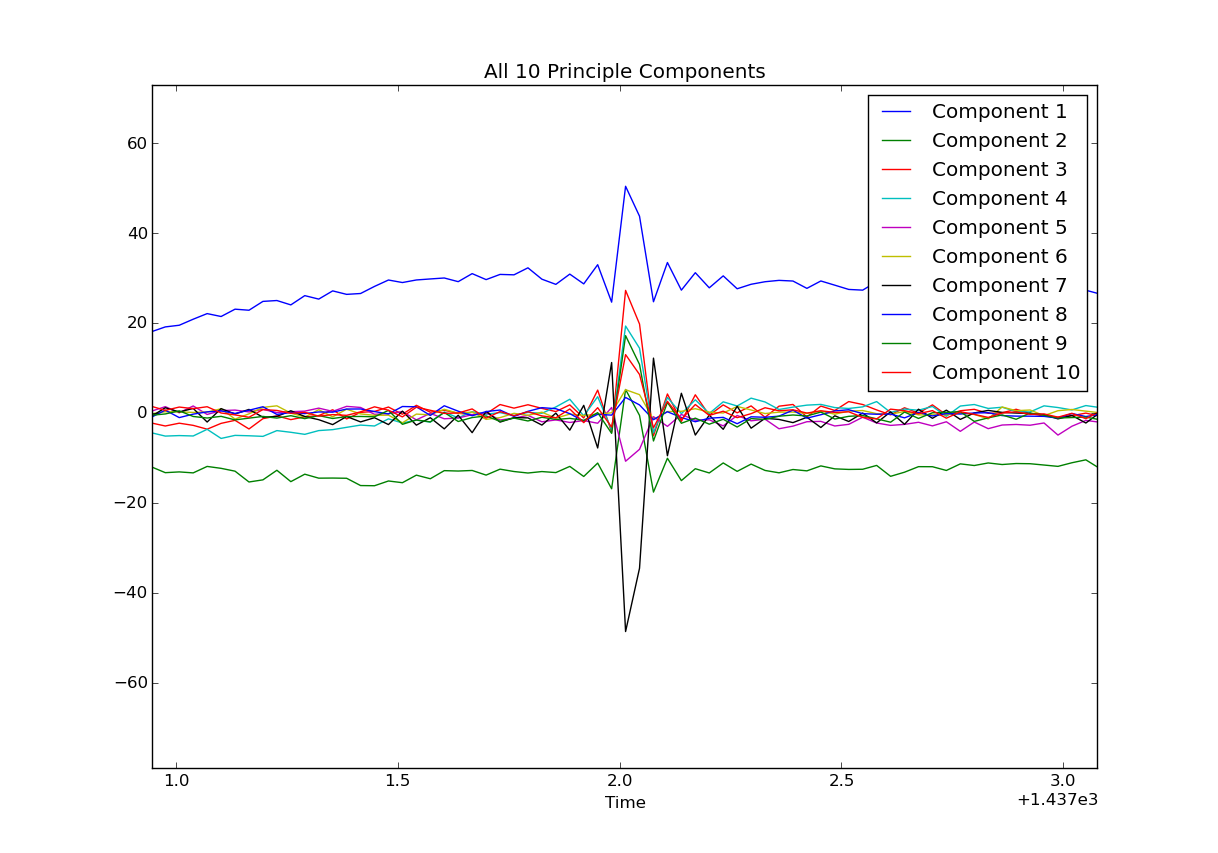 All 10 Principle Components
60
40
20
0
−20
−40
−60
Component 1
Component 2
Component 3
Component 4
Component 5
Component 6
Component 7
Component 8
Component 9
Component 10
1.0 1.5 2.0 2.5 3.0
Time
+1.437e3